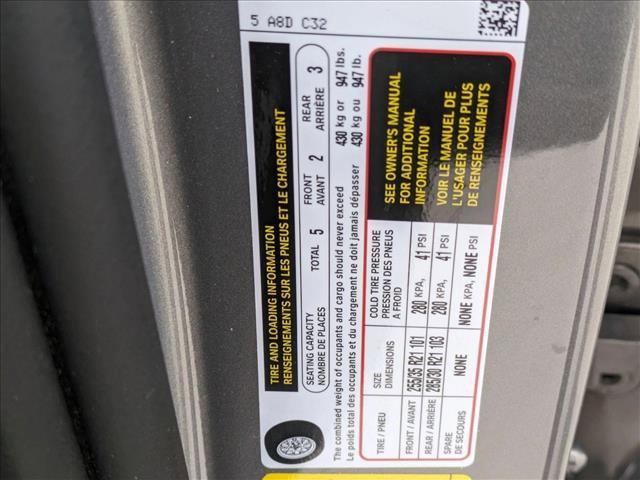 5 A8D C32
TIRE AND LOADING INFORMATION
RENSEIGNEMENTS SUR LES PNEUS ET LE CHARGEMENT
SEATING CAPACITY TOTAL 5 FRONT 2 REAR 3
NOMBRE DE PLACES AVANT ARRIÈRE
The combined weight of occupants and cargo should never exceed 430 kg or 947 lbs.
Le poids total des occupants et du chargement ne doit jamais dépasser 430 kg ou 947 lb.
TIRE / PNEU SIZE DIMENSIONS COLD TIRE PRESSURE PRESSION DES PNEUS A FROID
FRONT / AVANT 255/35 R21 101 280 KPA, 41 PSI
REAR / ARRIÈRE 285/30 R21 103 280 KPA, 41 PSI
SPARE DE SECOURS NONE NONE KPA, NONE PSI
SEE OWNER'S MANUAL
FOR ADDITIONAL
INFORMATION
VOIR LE MANUEL DE
L'USAGER POUR PLUS
DE RENSEIGNEMENTS